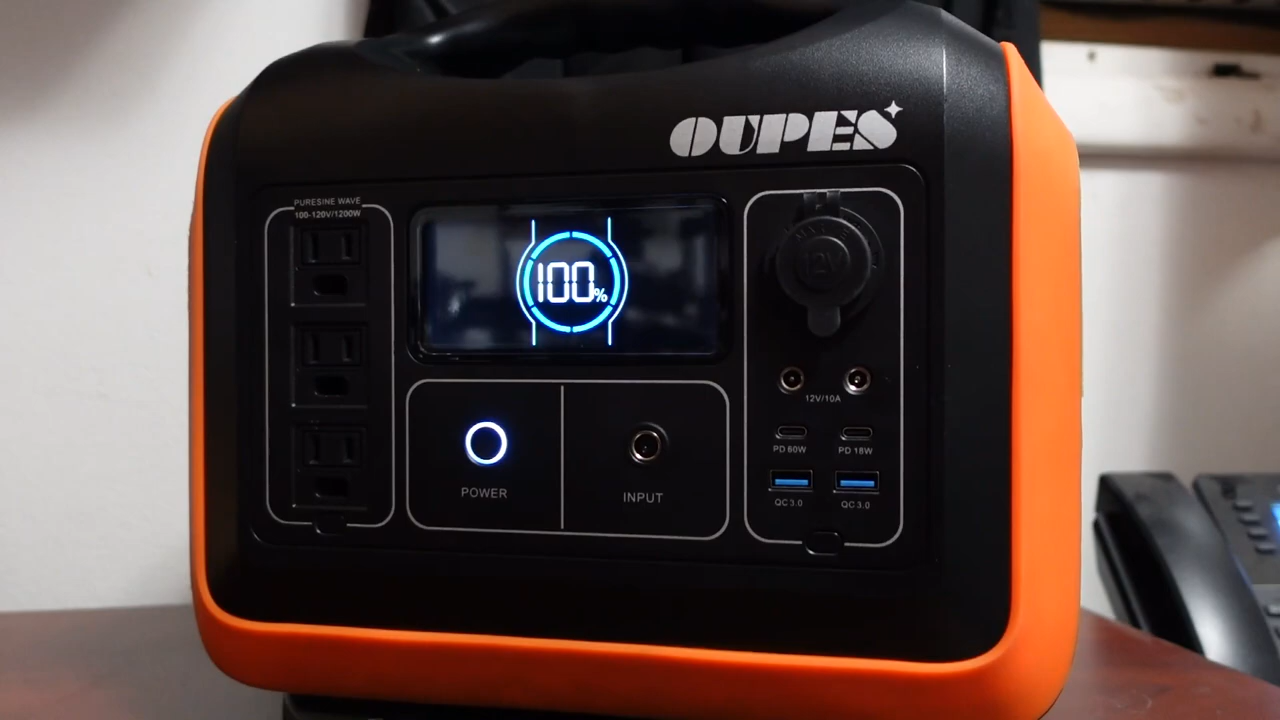 OUPES
PURESINE WAVE
100-120V/1200W
100%
12V
12V/10A
PD 60W PD 18W
QC 3.0 QC 3.0
POWER INPUT